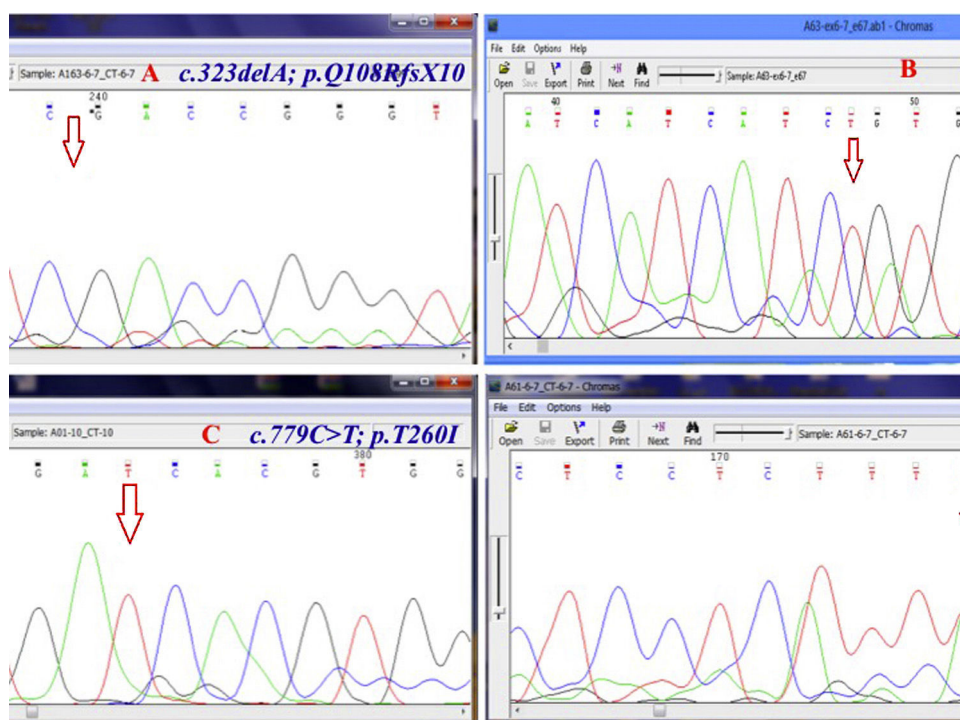 Sample: A163-6-7_CT-6-7 A c.323delA; p.Q108RfsX10
240
C G A C C G G G T
A63-ex6-7_e67.ab1 - Chromas
File Edit Options Help
Open Save Export Print Next Find Sample: A63-ex6-7_e67 B
40 50
A T C A T C A T C T G T G
Sample: A01-10_CT-10 C c.779C>T; p.T260I
380
G A T C A C G T G G
A61-6-7_CT-6-7 - Chromas
File Edit Options Help
Open Save Export Print Next Find Sample: A61-6-7_CT-6-7
170
C T C C T C T T T